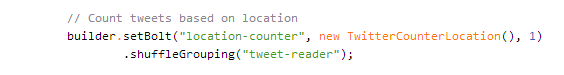 // Count tweets based on location
builder.setBolt("location-counter", new TwitterCounterLocation(), 1)
.shuffleGrouping("tweet-reader");